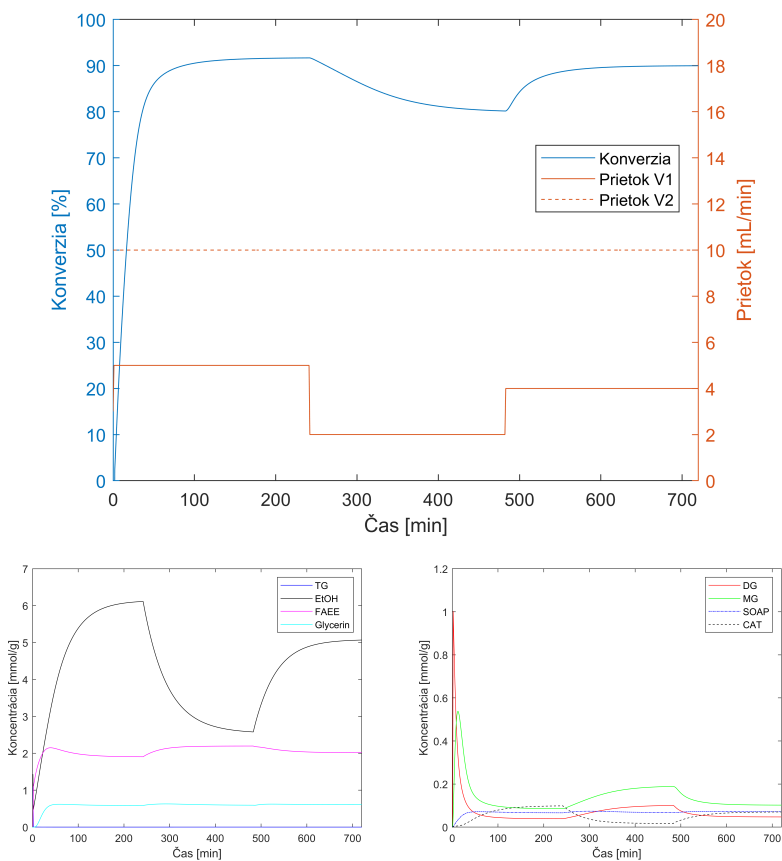 100
90
80
70
60
50
40
30
20
10
0
Konverzia [%]
20
18
16
14
12
10
8
6
4
2
0
Prietok [mL/min]
Konverzia
Prietok V1
Prietok V2
0 100 200 300 400 500 600 700
Čas [min]
7
6
5
4
3
2
1
0
Koncentrácia [mmol/g]
TG
EtOH
FAEE
Glycerin
0 100 200 300 400 500 600 700
Čas [min]
1.2
1
0.8
0.6
0.4
0.2
0
Koncentrácia [mmol/g]
DG
MG
SOAP
CAT
0 100 200 300 400 500 600 700
Čas [min]